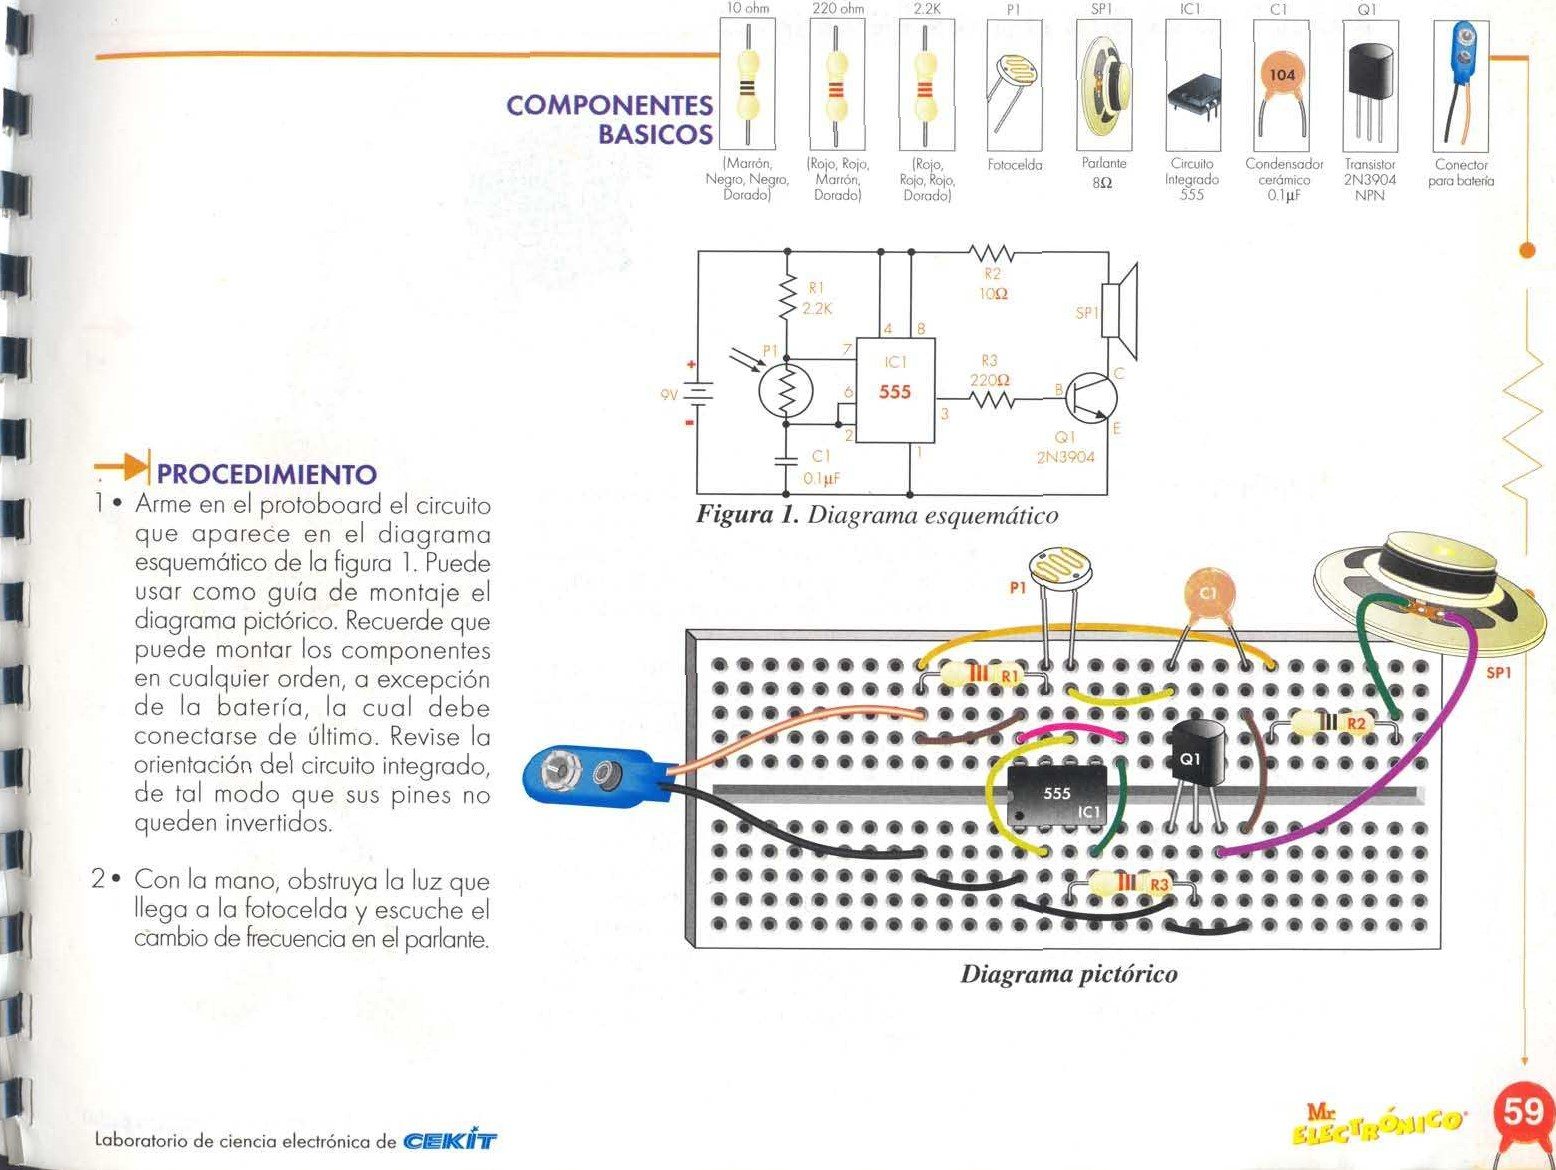 10 ohm
220 ohm
2.2K
P1
SP1
IC1
C1
Q1
COMPONENTES
BASICOS
104
(Marrón,
Negro, Negro,
Dorado)
(Rojo, Rojo,
Marrón,
Dorado)
(Rojo,
Rojo, Rojo,
Dorado)
Fotocelda
Parlante
8Ω
Circuito
Integrado
555
Condensador
cerámico
0.1µF
Transistor
2N3904
NPN
Conector
para batería
R1
2.2K
R2
10Ω
SP1
4
8
P1
7
IC1
R3
220Ω
C
+
9V
-
6
555
B
3
2
Q1
2N3904
E
C1
0.1µF
1
Figura 1. Diagrama esquemático
PROCEDIMIENTO
1 • Arme en el protoboard el circuito
que aparece en el diagrama
esquemático de la figura 1. Puede
usar como guía de montaje el
diagrama pictórico. Recuerde que
puede montar los componentes
en cualquier orden, a excepción
de la batería, la cual debe
conectarse de último. Revise la
orientación del circuito integrado,
de tal modo que sus pines no
queden invertidos.
2 • Con la mano, obstruya la luz que
llega a la fotocelda y escuche el
cambio de frecuencia en el parlante.
P1
C1
SP1
R1
R2
Q1
555
IC1
R3
Diagrama pictórico
Laboratorio de ciencia electrónica de CEKIT
Mr.
ELECTRÓNICO
59